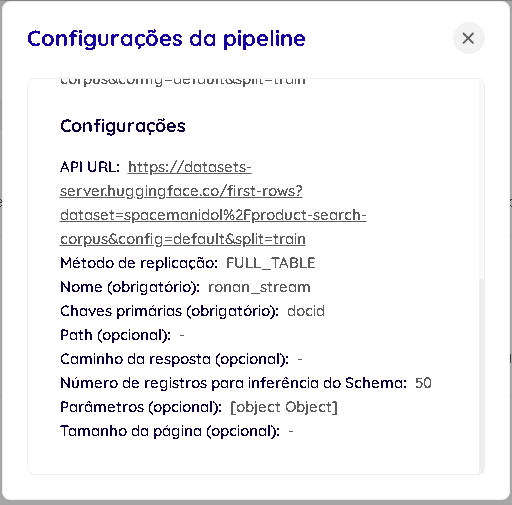 Configurações da pipeline
corpus&config=default&split=train
Configurações
API URL: https://datasets-
server.huggingface.co/first-rows?
dataset=spacemanidol%2Fproduct-search-
corpus&config=default&split=train
Método de replicação: FULL_TABLE
Nome (obrigatório): ronan_stream
Chaves primárias (obrigatório): docid
Path (opcional): -
Caminho da resposta (opcional): -
Número de registros para inferência do Schema: 50
Parâmetros (opcional): [object Object]
Tamanho da página (opcional): -